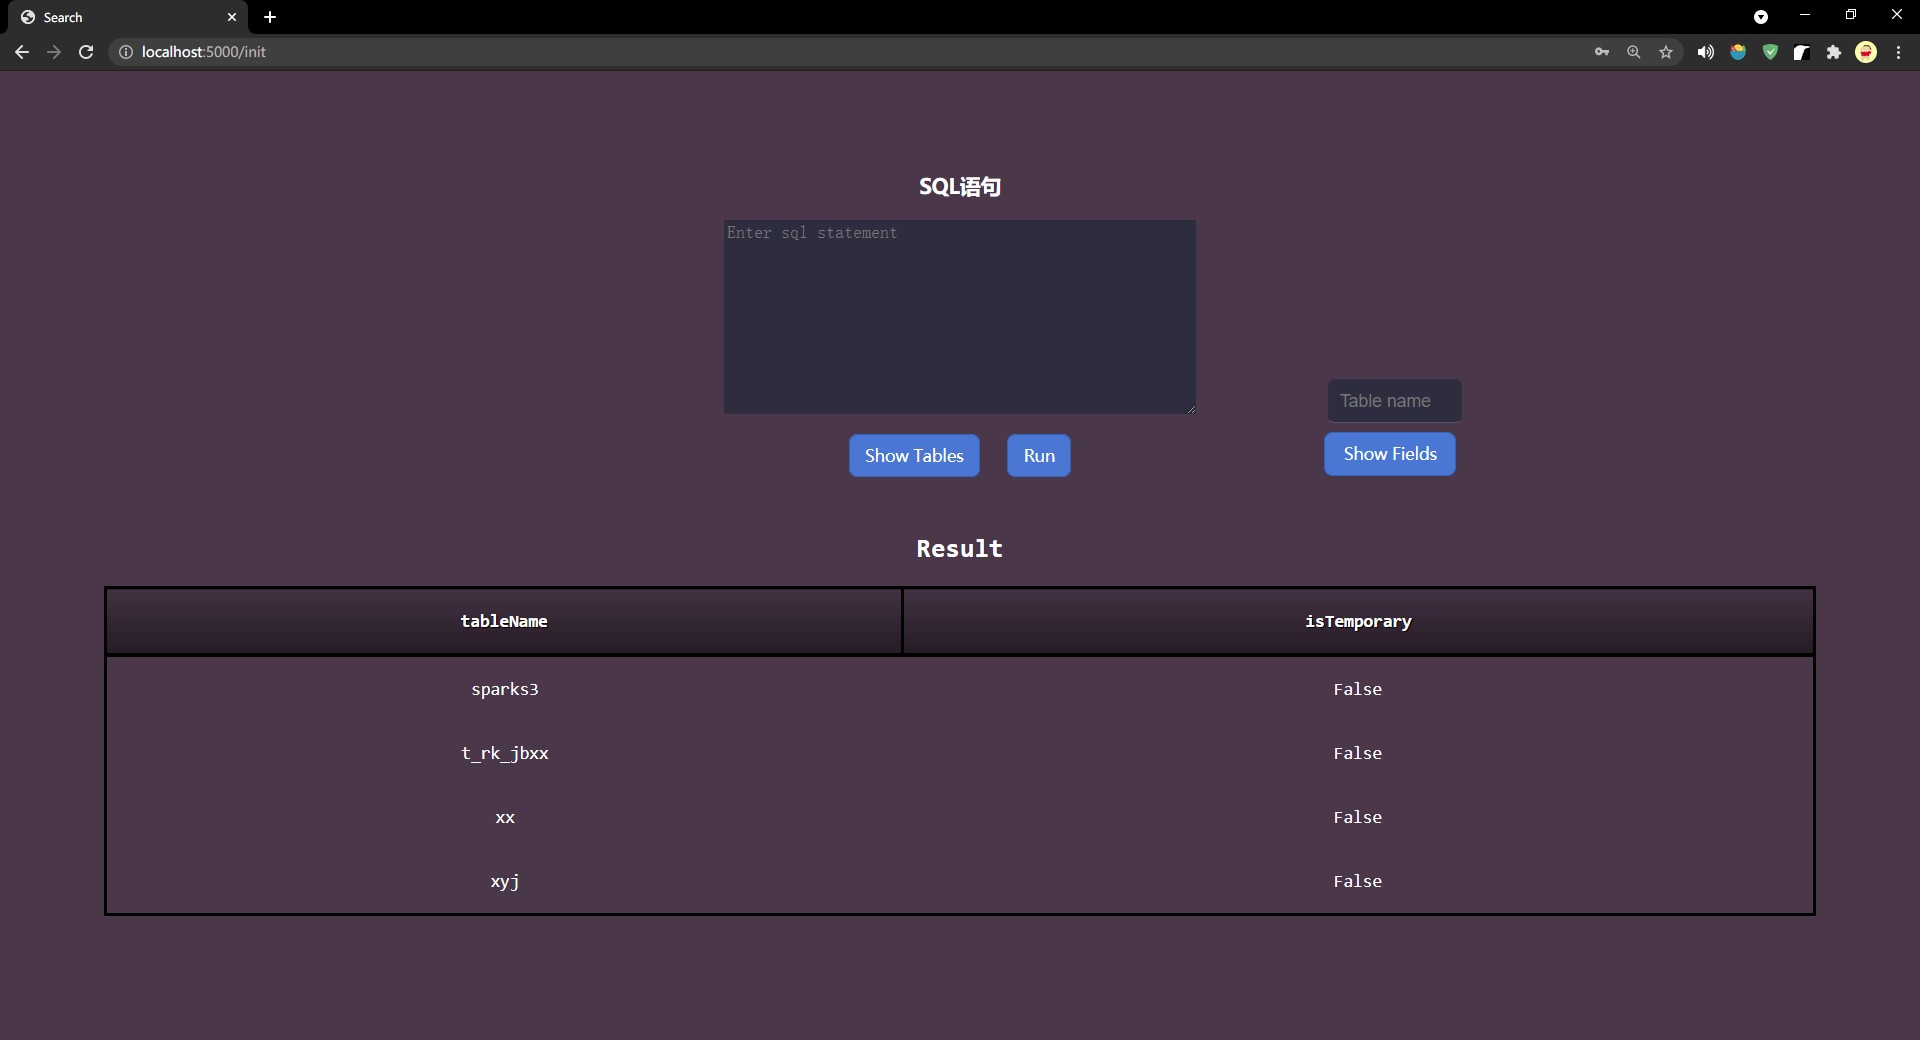 Search
localhost:5000/init
SQL语句
Enter sql statement
Table name
Show Tables Run Show Fields
Result
tableName isTemporary
sparks3 False
t_rk_jbxx False
xx False
xyj False